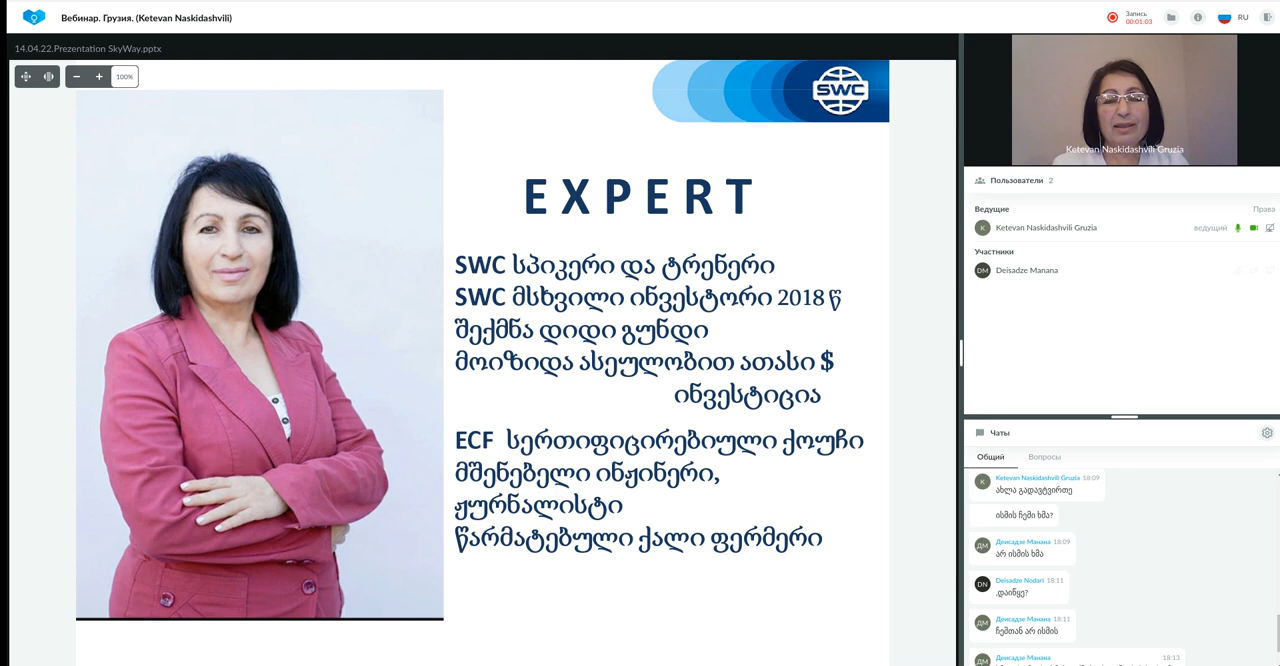 Вебинар. Грузия. (Ketevan Naskidashvili)
Запись
00:01:03
RU
14.04.22.Prezentation SkyWay.pptx
100%
SWC
EXPERT
SWC სპიკერი და ტრენერი
SWC მსხვილი ინვესტორი 2018 წ
შექმნა დიდი გუნდი
მოიზიდა ასეულობით ათასი $
ინვესტიცია
ECF სერთიფიცირებიული ქოუჩი
მშენებელი ინჟინერი,
ჟურნალისტი
წარმატებული ქალი ფერმერი
Ketevan Naskidashvili Gruzia
Пользователи 2
Ведущие Права
K Ketevan Naskidashvili Gruzia ведущий
Участники
DM Deisadze Manana
Чаты
Общий Вопросы
K Ketevan Naskidashvili Gruzia 18:09
ახლა გადავტვირთე
ისმის ჩემი ხმა?
ДМ Деисадзе Манана 18:09
არ ისმის ხმა
DN Deisadze Nodari 18:11
,დაიწყე?
ДМ Деисадзе Манана 18:11
ჩემთან არ ისმის
ДМ Деисадзе Манана 18:13